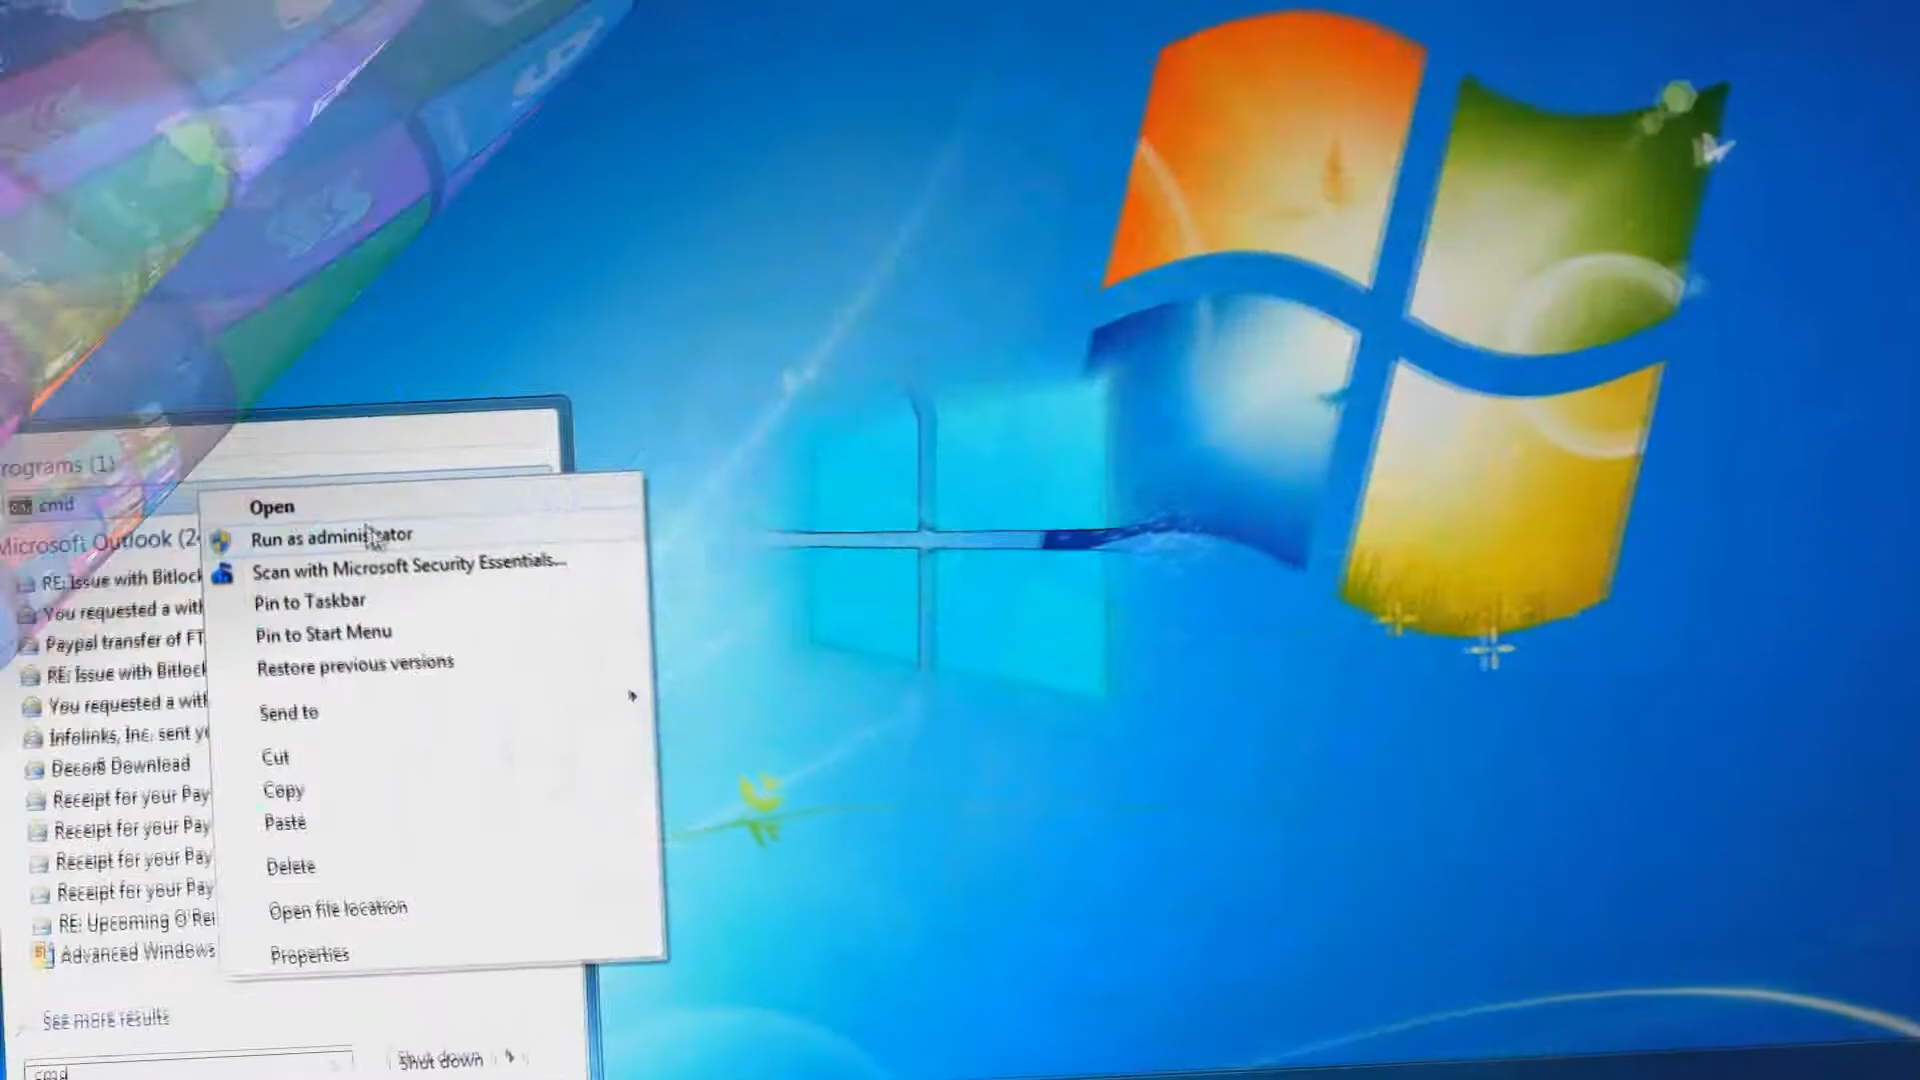 rograms (1)
cmd
Microsoft Outlook (2
RE: Issue with Bitlock
You requested a with
Paypal transfer of FT
RE: Issue with Bitlock
You requested a with
Infolinks, Inc. sent y
Decor8 Download
Receipt for your Pay
Receipt for your Pay
Receipt for your Pay
Receipt for your Pay
RE: Upcoming O'Rei
Advanced Windows
See more results
cmd
Shut down
Open
Run as administrator
Scan with Microsoft Security Essentials...
Pin to Taskbar
Pin to Start Menu
Restore previous versions
Send to
Cut
Copy
Paste
Delete
Open file location
Properties